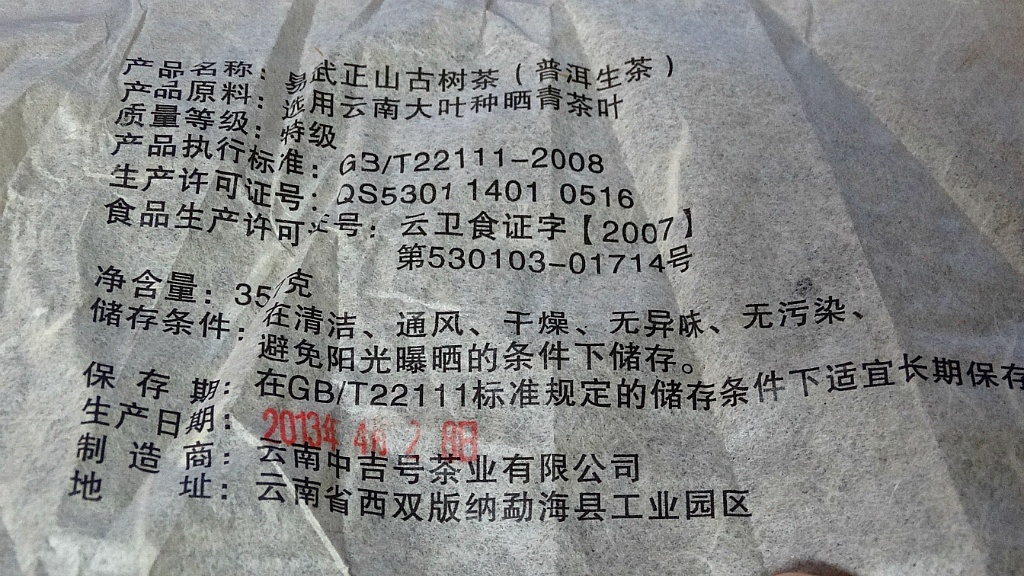 产品名称：易武正山古树茶（普洱生茶）
产品原料：选用云南大叶种晒青茶叶
质量等级：特级
产品执行标准：GB/T22111-2008
生产许可证号：QS5301 1401 0516
食品生产许可证号：云卫食证字【2007】
第530103-01714号
净含量：35 克
储存条件：在清洁、通风、干燥、无异味、无污染、
避免阳光曝晒的条件下储存。
保存期：在GB/T22111标准规定的储存条件下适宜长期保存
生产日期：2013年 4月 2 日
制造商：云南中吉号茶业有限公司
地址：云南省西双版纳勐海县工业园区